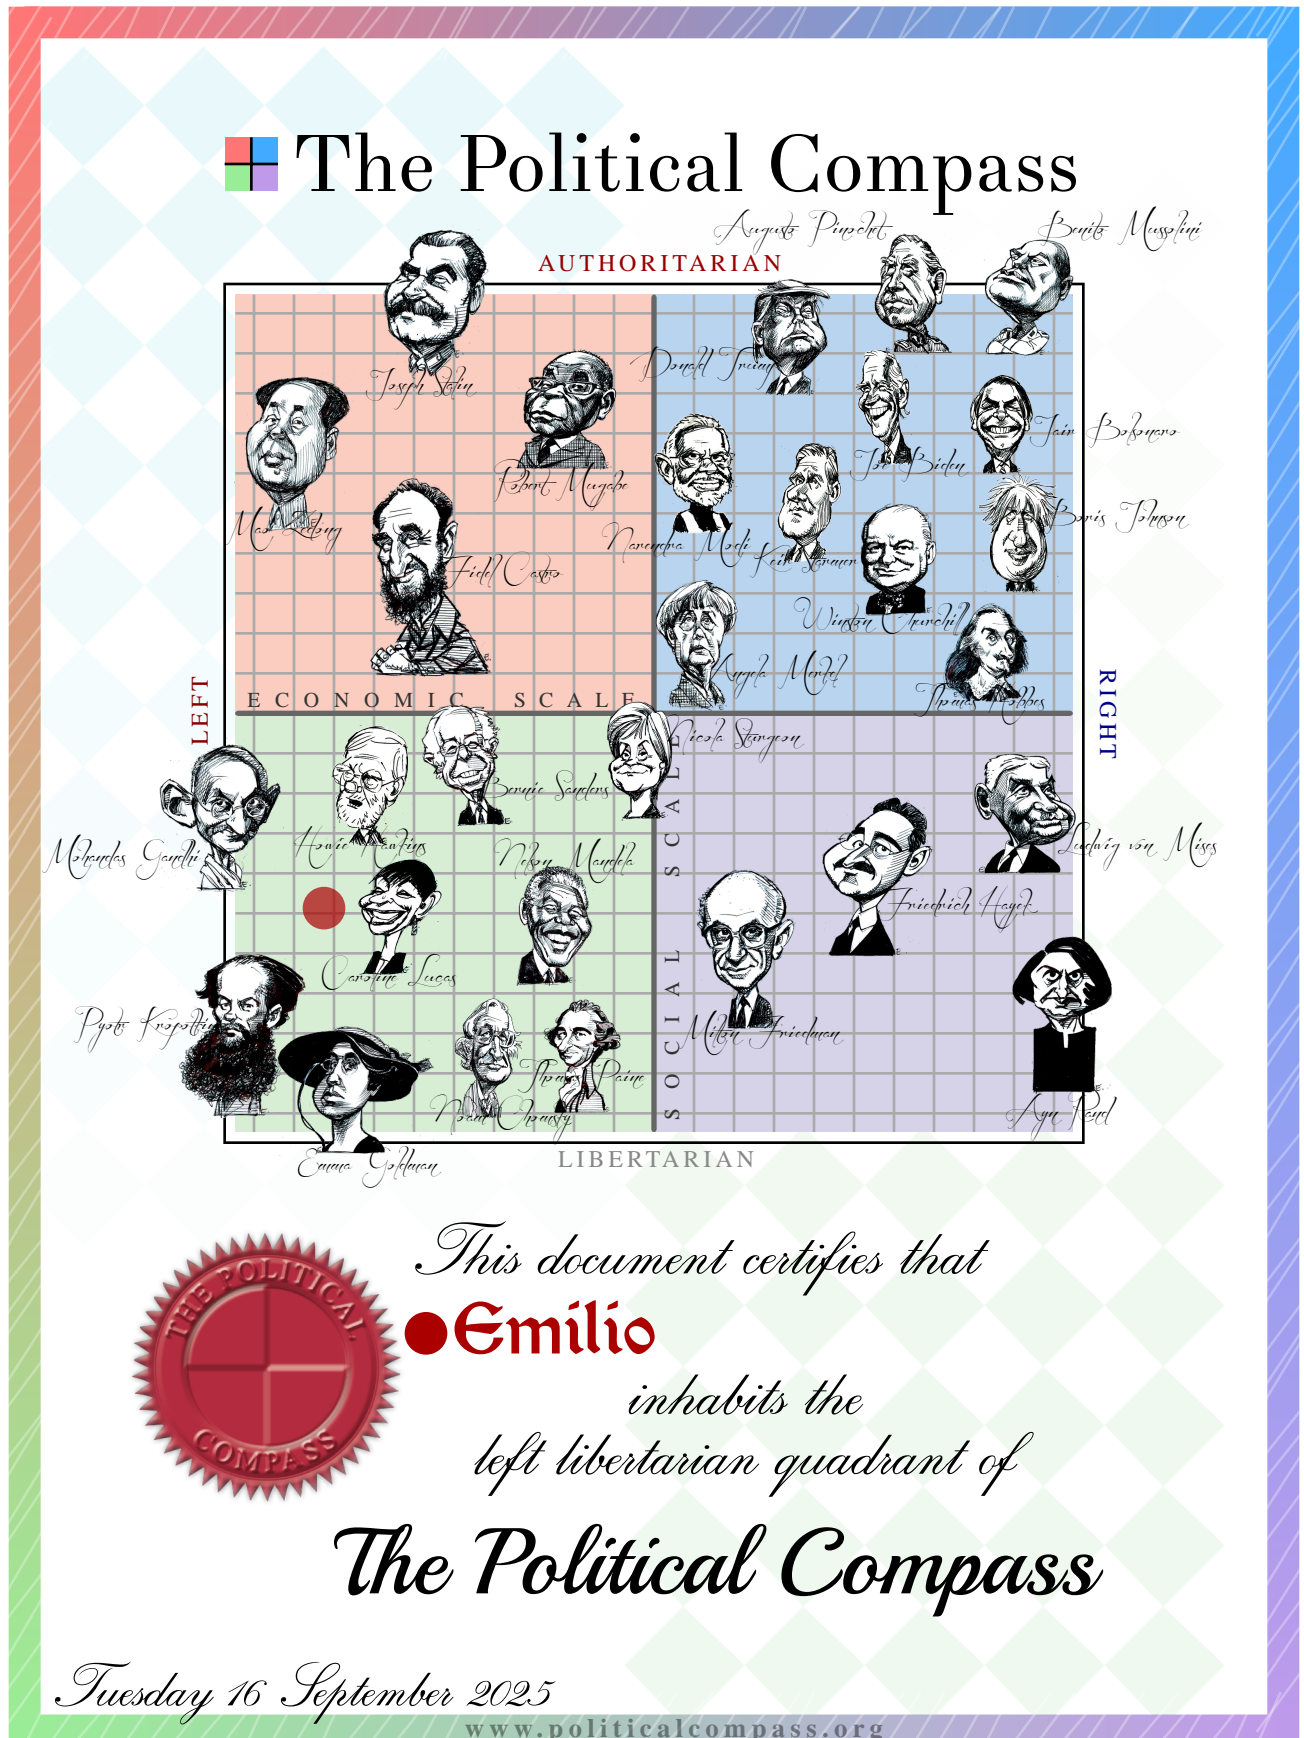 The Political Compass
Augusto Pinochet
Benito Mussolini
AUTHORITARIAN
Donald Trump
Joseph Stalin
Jair Bolsonaro
Joe Biden
Robert Mugabe
Boris Johnson
Mao Zedong
Narendra Modi
Keir Starmer
Fidel Castro
Winston Churchill
Angela Merkel
Thomas Hobbes
ECONOMIC SCALE
LEFT
RIGHT
Nicola Sturgeon
Bernie Sanders
Howie Hawkins
Mohandas Gandhi
Nelson Mandela
Ludwig von Mises
Friedrich Hayek
SOCIAL SCALE
Caroline Lucas
Pyotr Kropotkin
Milton Friedman
Thomas Paine
Noam Chomsky
Ayn Rand
Emma Goldman
LIBERTARIAN
This document certifies that
Emilio
inhabits the
left libertarian quadrant of
The Political Compass
THE POLITICAL
COMPASS
Tuesday 16 September 2025
www.politicalcompass.org